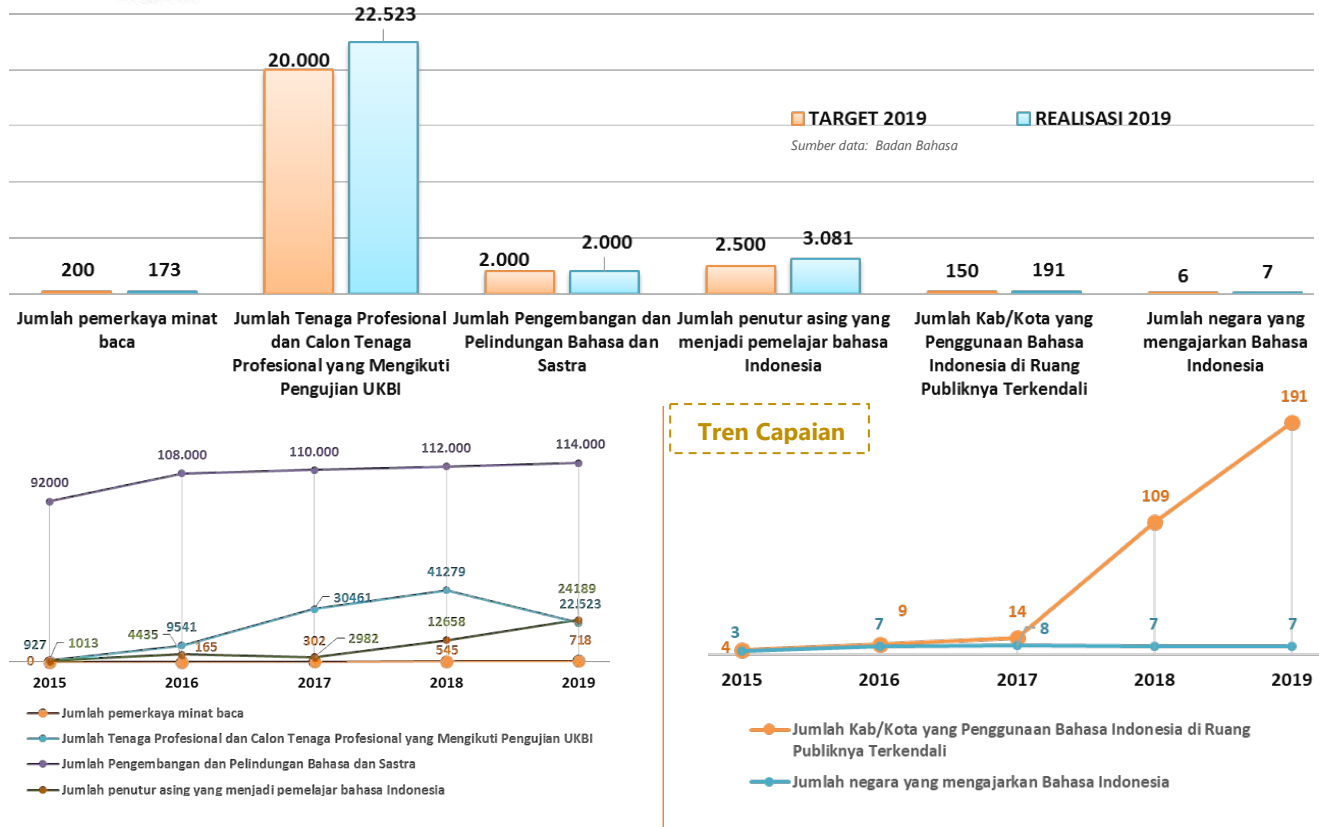 22.523
20.000
TARGET 2019
REALISASI 2019
Sumber data: Badan Bahasa
200
173
2.000
2.000
2.500
3.081
150
191
6
7
Jumlah pemerkaya minat
baca
Jumlah Tenaga Profesional
dan Calon Tenaga
Profesional yang Mengikuti
Pengujian UKBI
Jumlah Pengembangan dan
Pelindungan Bahasa dan
Sastra
Jumlah penutur asing yang
menjadi pemelajar bahasa
Indonesia
Jumlah Kab/Kota yang
Penggunaan Bahasa
Indonesia di Ruang
Publiknya Terkendali
Jumlah negara yang
mengajarkan Bahasa
Indonesia
92000
108.000
110.000
112.000
114.000
41279
30461
24189
22.523
9541
4435
12658
927
1013
165
302
2982
545
718
0
2015
2016
2017
2018
2019
Jumlah pemerkaya minat baca
Jumlah Tenaga Profesional dan Calon Tenaga Profesional yang Mengikuti Pengujian UKBI
Jumlah Pengembangan dan Pelindungan Bahasa dan Sastra
Jumlah penutur asing yang menjadi pemelajar bahasa Indonesia
Tren Capaian
191
109
3
7
9
14
8
7
7
4
2015
2016
2017
2018
2019
Jumlah Kab/Kota yang Penggunaan Bahasa Indonesia di Ruang
Publiknya Terkendali
Jumlah negara yang mengajarkan Bahasa Indonesia